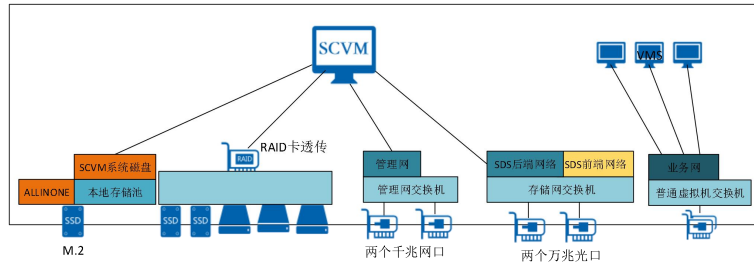 SCVM
VMS
RAID卡透传
RAID
SCVM系统磁盘
管理网
SDS后端网络
SDS前端网络
业务网
ALLINONE
本地存储池
管理网交换机
存储网交换机
普通虚拟机交换机
SSD
SSD
SSD
M.2
两个千兆网口
两个万兆光口